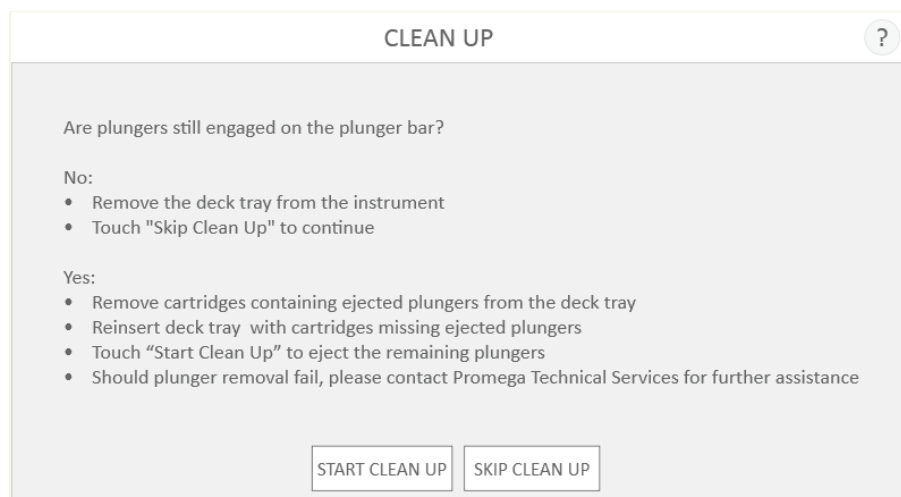 CLEAN UP
?
Are plungers still engaged on the plunger bar?
No:
• Remove the deck tray from the instrument
• Touch "Skip Clean Up" to continue
Yes:
• Remove cartridges containing ejected plungers from the deck tray
• Reinsert deck tray  with cartridges missing ejected plungers
• Touch “Start Clean Up” to eject the remaining plungers
• Should plunger removal fail, please contact Promega Technical Services for further assistance
START CLEAN UP
SKIP CLEAN UP